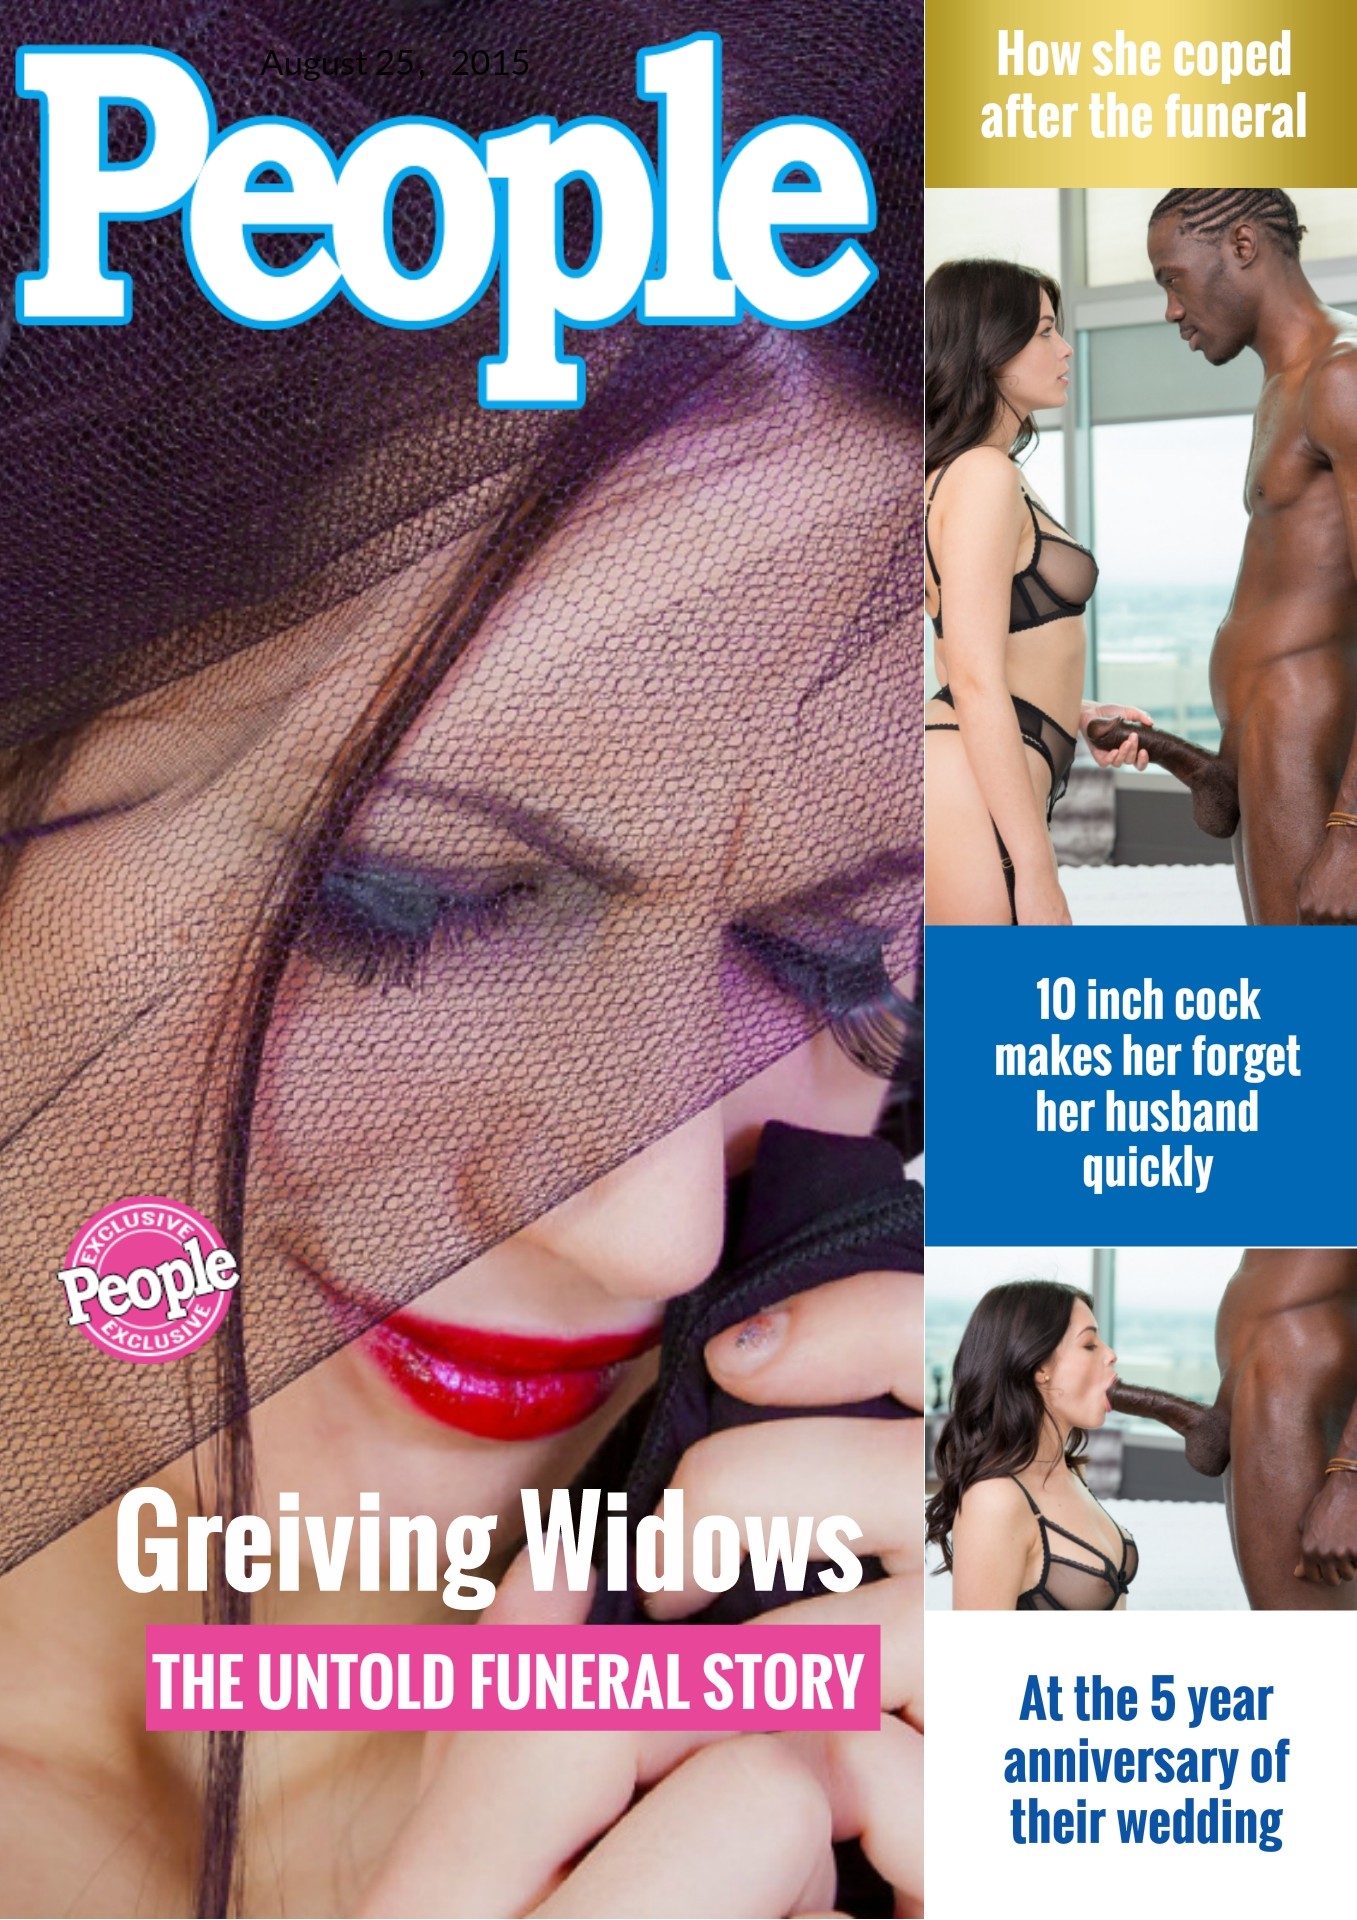 August 25, 2015
People
EXCLUSIVE
People
EXCLUSIVE
Greiving Widows
THE UNTOLD FUNERAL STORY
How she coped
after the funeral
10 inch cock
makes her forget
her husband
quickly
At the 5 year
anniversary of
their wedding